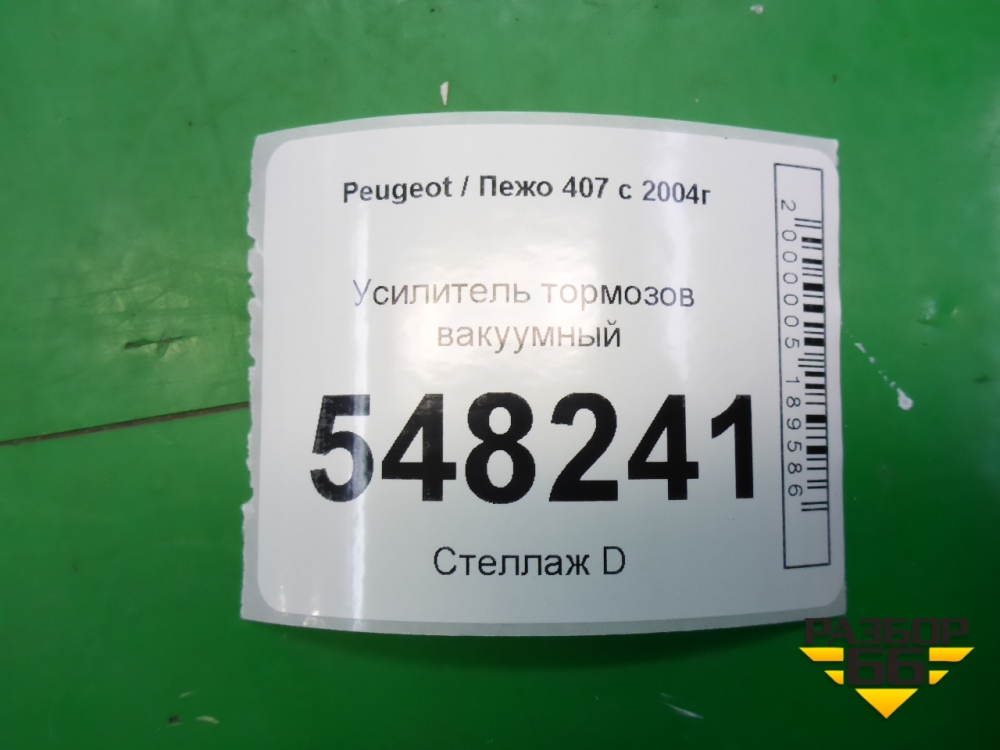 Peugeot / Пежо 407 с 2004г
Усилитель тормозов
вакуумный
548241
Стеллаж D
2000005189586
РАЗБОР
66